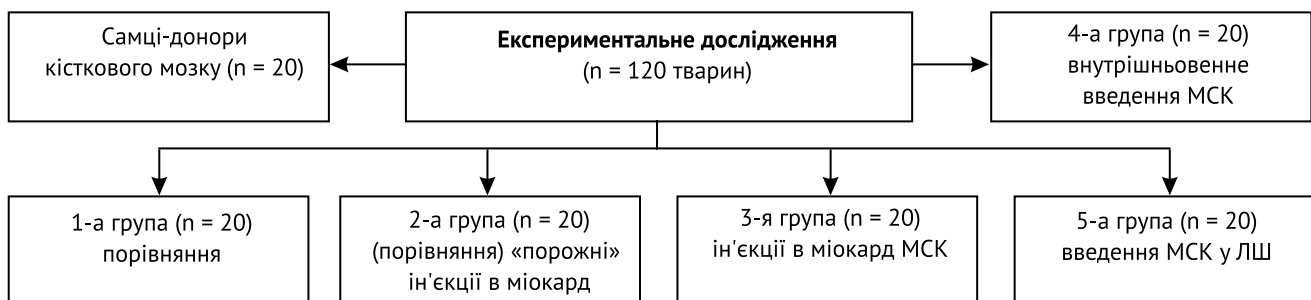 Самці-донори
кісткового мозку (n = 20)
Експериментальне дослідження
(n = 120 тварин)
4-а група (n = 20)
внутрішньовенне
введення МСК
1-а група (n = 20)
порівняння
2-а група (n = 20)
(порівняння) «порожні»
ін'єкції в міокард
3-я група (n = 20)
ін'єкції в міокард МСК
5-а група (n = 20)
введення МСК у ЛШ